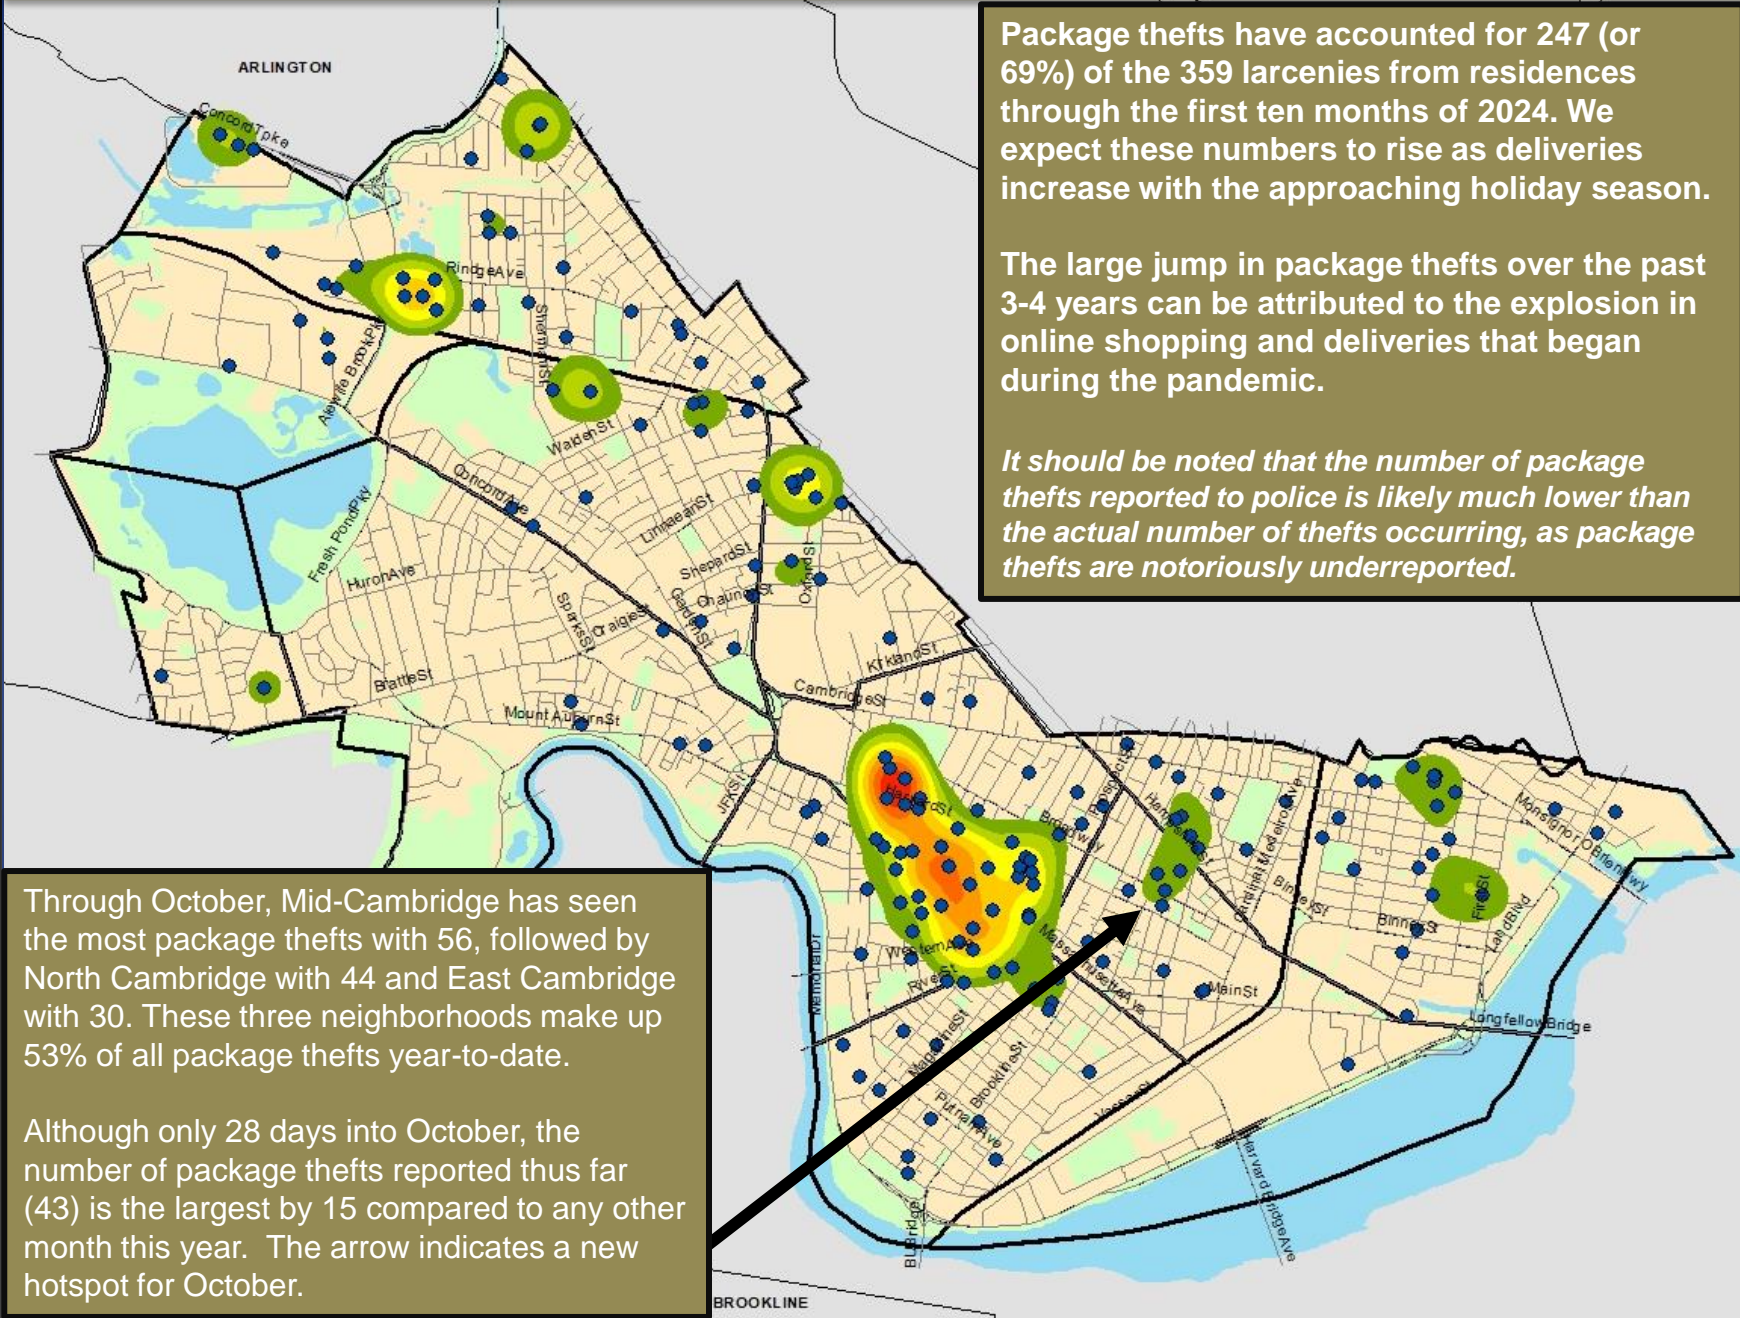 Package thefts have accounted for 247 (or
69%) of the 359 larcenies from residences
through the first ten months of 2024. We
expect these numbers to rise as deliveries
increase with the approaching holiday season.
The large jump in package thefts over the past
3-4 years can be attributed to the explosion in
online shopping and deliveries that began
during the pandemic.
It should be noted that the number of package
thefts reported to police is likely much lower than
the actual number of thefts occurring, as package
thefts are notoriously underreported.
ARLINGTON
Concord Tpke
Rindge Ave
Sherman St
Alewife Brook Pky
Walden St
Concord Ave
Linnaean St
Fresh Pond Pky
Shepard St
Oxford St
Huron Ave
Chauncy St
Garden St
Craigie St
Sparks St
Kirkland St
Brattle St
Cambridge St
Mount Auburn St
JFK St
Harvard St
Broadway
Prospect St
Hampshire St
Cardinal Medeiros Ave
Monsignor O'Brien Hwy
Binney St
First St
Binney St
Land Blvd
Western Ave
Massachusetts Ave
River St
Memorial Dr
Main St
Longfellow Bridge
Magazine St
Brookline St
Putnam Ave
Vassar St
Harvard Bridge Ave
BU Bridge
BROOKLINE
Through October, Mid-Cambridge has seen
the most package thefts with 56, followed by
North Cambridge with 44 and East Cambridge
with 30. These three neighborhoods make up
53% of all package thefts year-to-date.
Although only 28 days into October, the
number of package thefts reported thus far
(43) is the largest by 15 compared to any other
month this year.  The arrow indicates a new
hotspot for October.